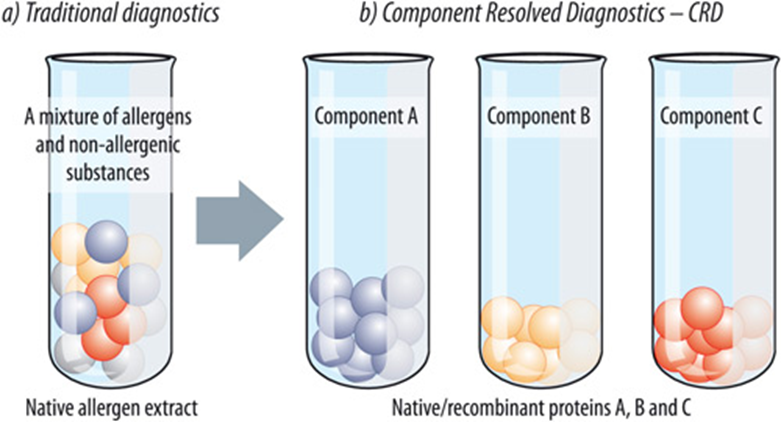 a) Traditional diagnostics
b) Component Resolved Diagnostics – CRD
A mixture of allergens
and non-allergenic
substances
Component A
Component B
Component C
Native allergen extract
Native/recombinant proteins A, B and C